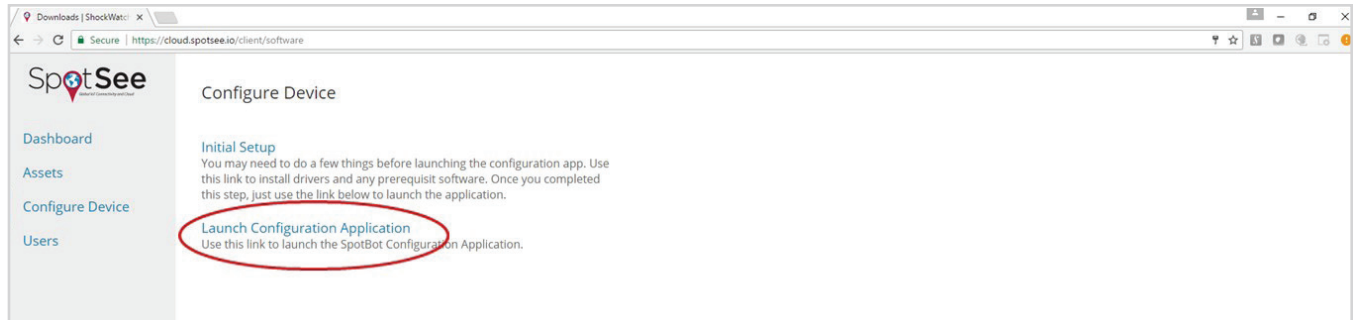 Downloads | ShockWatc
Secure | https://cloud.spotsee.io/client/software
SpotSee
Configure Device
Dashboard
Assets
Configure Device
Users
Initial Setup
You may need to do a few things before launching the configuration app. Use
this link to install drivers and any prerequisit software. Once you completed
this step, just use the link below to launch the application.
Launch Configuration Application
Use this link to launch the SpotBot Configuration Application.